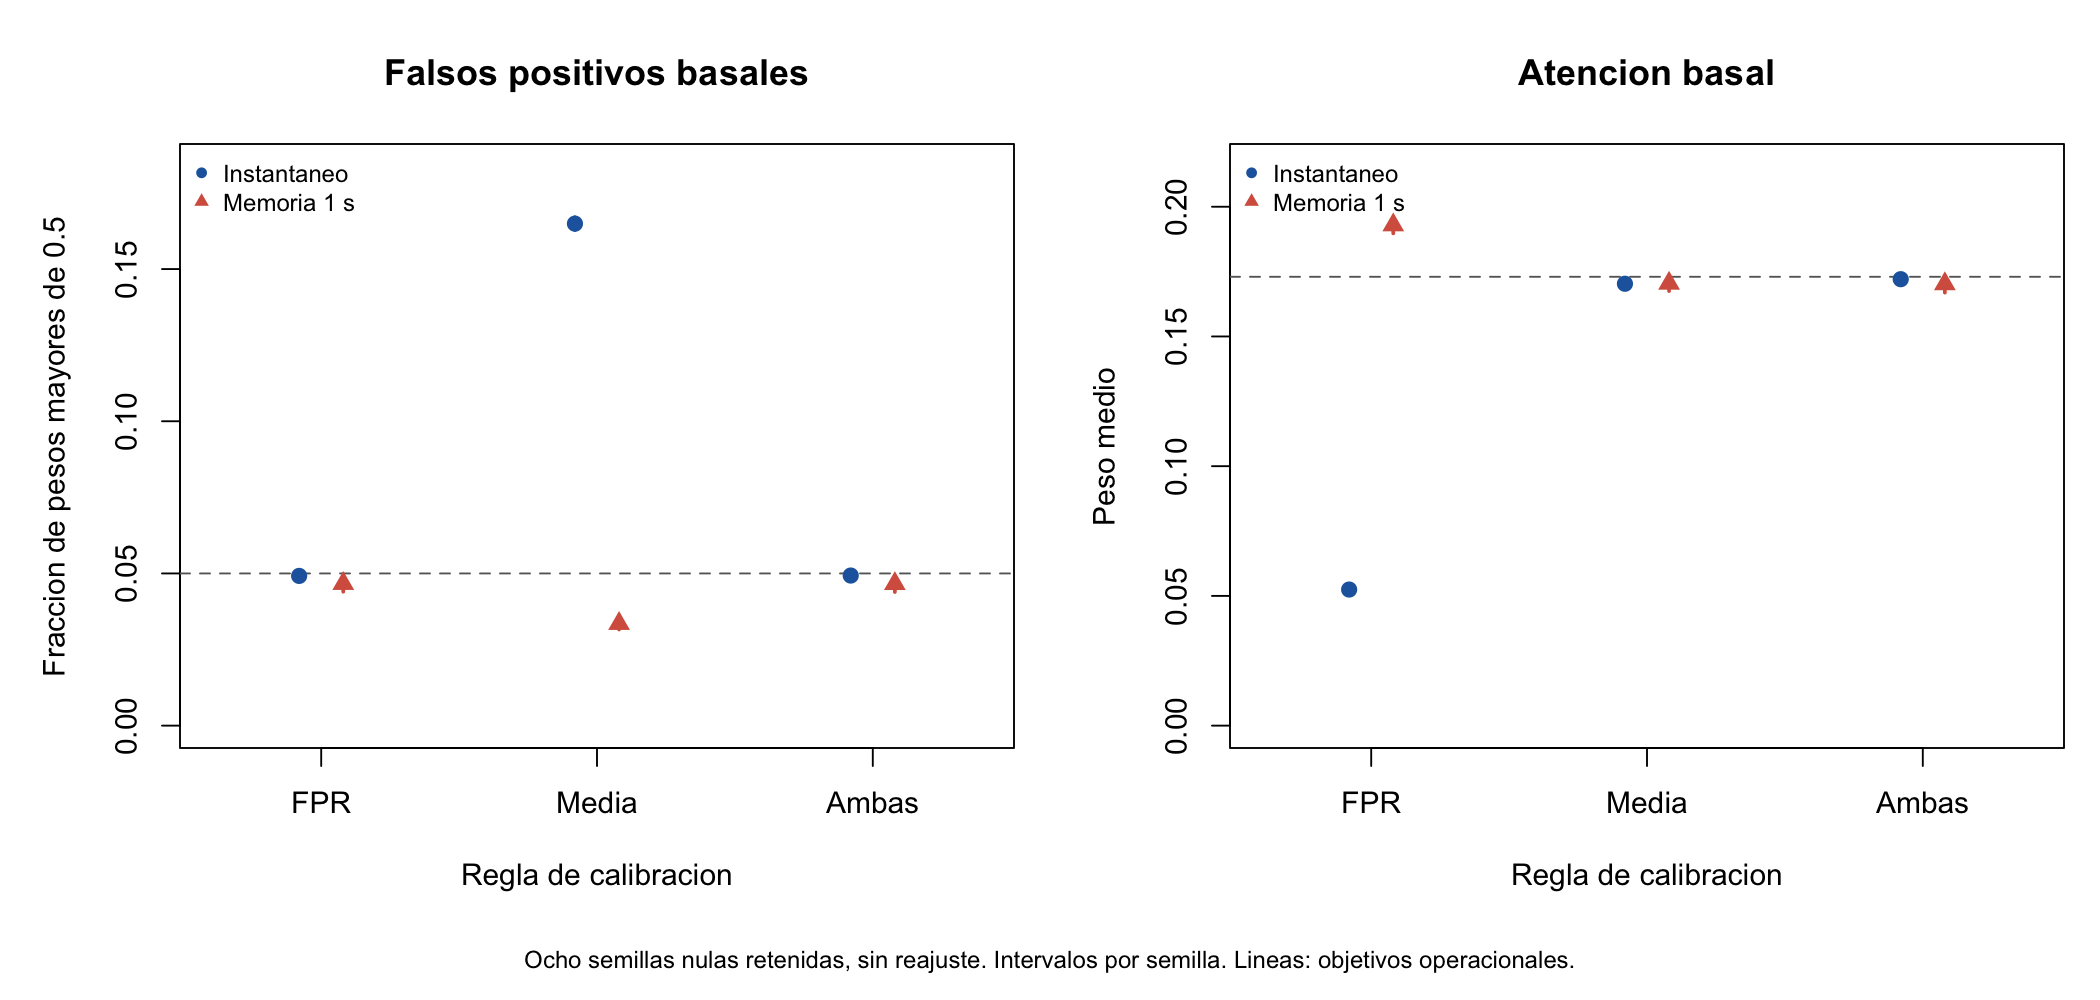 Falsos positivos basales
Instantaneo
Memoria 1 s
Fraccion de pesos mayores de 0.5
0.15
0.10
0.05
0.00
FPR
Media
Ambas
Regla de calibracion
Atencion basal
Instantaneo
Memoria 1 s
Peso medio
0.20
0.15
0.10
0.05
0.00
FPR
Media
Ambas
Regla de calibracion
Ocho semillas nulas retenidas, sin reajuste. Intervalos por semilla. Lineas: objetivos operacionales.